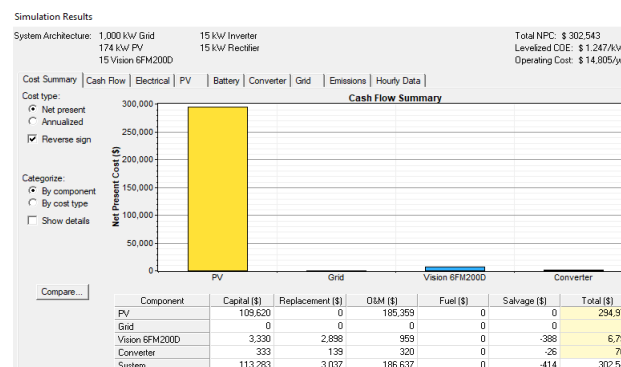 Simulation Results
System Architecture: 1,000 kW Grid 15 kW Inverter Total NPC: $ 302,543
174 kW PV 15 kW Rectifier Levelized COE: $ 1.247/kW
15 Vision 6FM200D Operating Cost: $ 14,805/y
Cost Summary Cash Flow Electrical PV Battery Converter Grid Emissions Hourly Data
Cost type:
Net present
Annualized
Reverse sign
Categorize:
By component
By cost type
Show details
Compare...
Cash Flow Summary
Net Present Cost ($)
300,000
250,000
200,000
150,000
100,000
50,000
0
PV Grid Vision 6FM200D Converter
Component Capital ($) Replacement ($) O&M ($) Fuel ($) Salvage ($) Total ($)
PV 109,620 0 185,359 0 0 294,9
Grid 0 0 0 0 0
Vision 6FM200D 3,330 2,898 959 0 -388 6,7
Converter 333 139 320 0 -26 7
System 113,283 3,037 186,637 0 -414 302,5